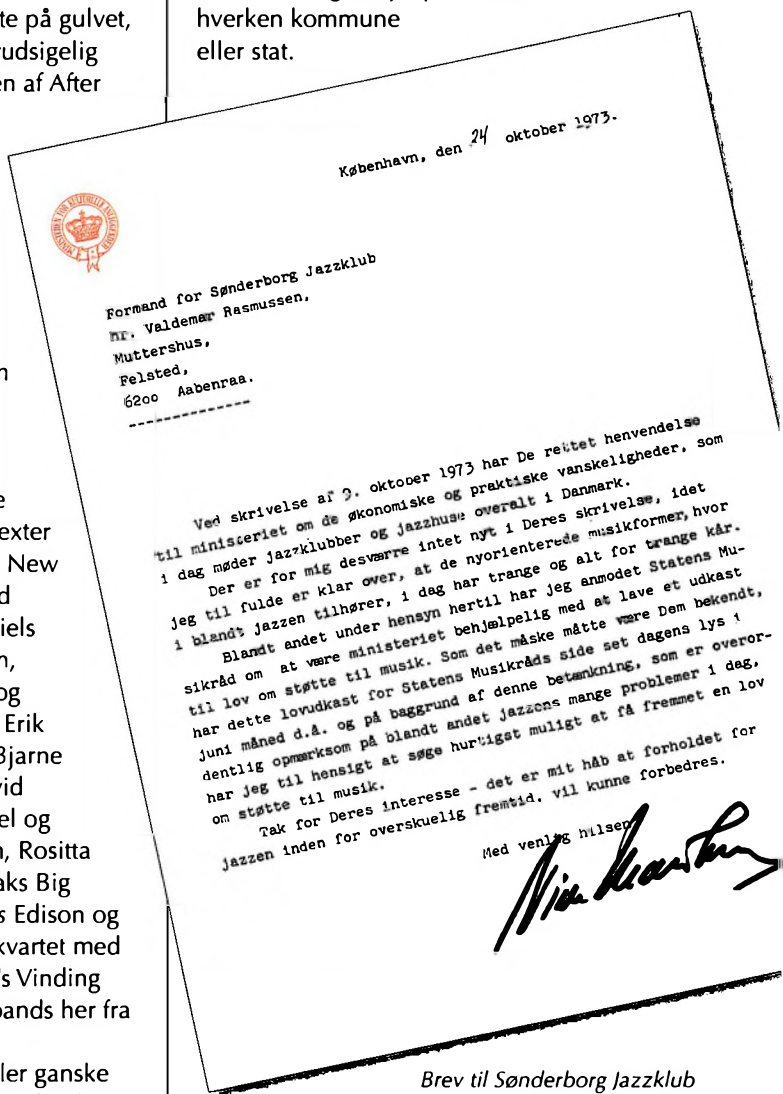 te på gulvet,
rudsigelig
en af After
hverken kommune
eller stat.
København, den 24 oktober 1973.
MINISTERIET FOR KULTURELLE ANLIGGENDER
Formand for Sønderborg Jazzklub
hr. Valdemar Rasmussen,
Muttershus,
Felsted,
6200 Aabenraa.
--------------
Ved skrivelse af 9. oktober 1973 har De rettet henvendelse
til ministeriet om de økonomiske og praktiske vanskeligheder, som
i dag møder jazzklubber og jazzhuse overalt i Danmark.
Der er for mig desværre intet nyt i Deres skrivelse, idet
jeg til fulde er klar over, at de nyorienterede musikformer, hvor
i blandt jazzen tilhører, i dag har trange og alt for trange kår.
Blandt andet under hensyn hertil har jeg anmodet Statens Mu-
sikråd om at være ministeriet behjælpelig med at lave et udkast
til lov om støtte til musik. Som det måske måtte være Dem bekendt,
har dette lovudkast for Statens Musikråds side set dagens lys i
juni måned d.å. og på baggrund af denne betænkning, som er overor-
dentlig opmærksom på blandt andet jazzens mange problemer i dag,
har jeg til hensigt at søge hurtigst muligt at få fremmet en lov
om støtte til musik.
Tak for Deres interesse - det er mit håb at forholdet for
jazzen inden for overskuelig fremtid, vil kunne forbedres.
Med venlig hilsen
n
e
exter
New
d
iels
n,
og
Erik
Bjarne
vid
el og
n, Rositta
aks Big
s Edison og
kvartet med
's Vinding
bands her fra
ler ganske
Brev til Sønderborg Jazzklub